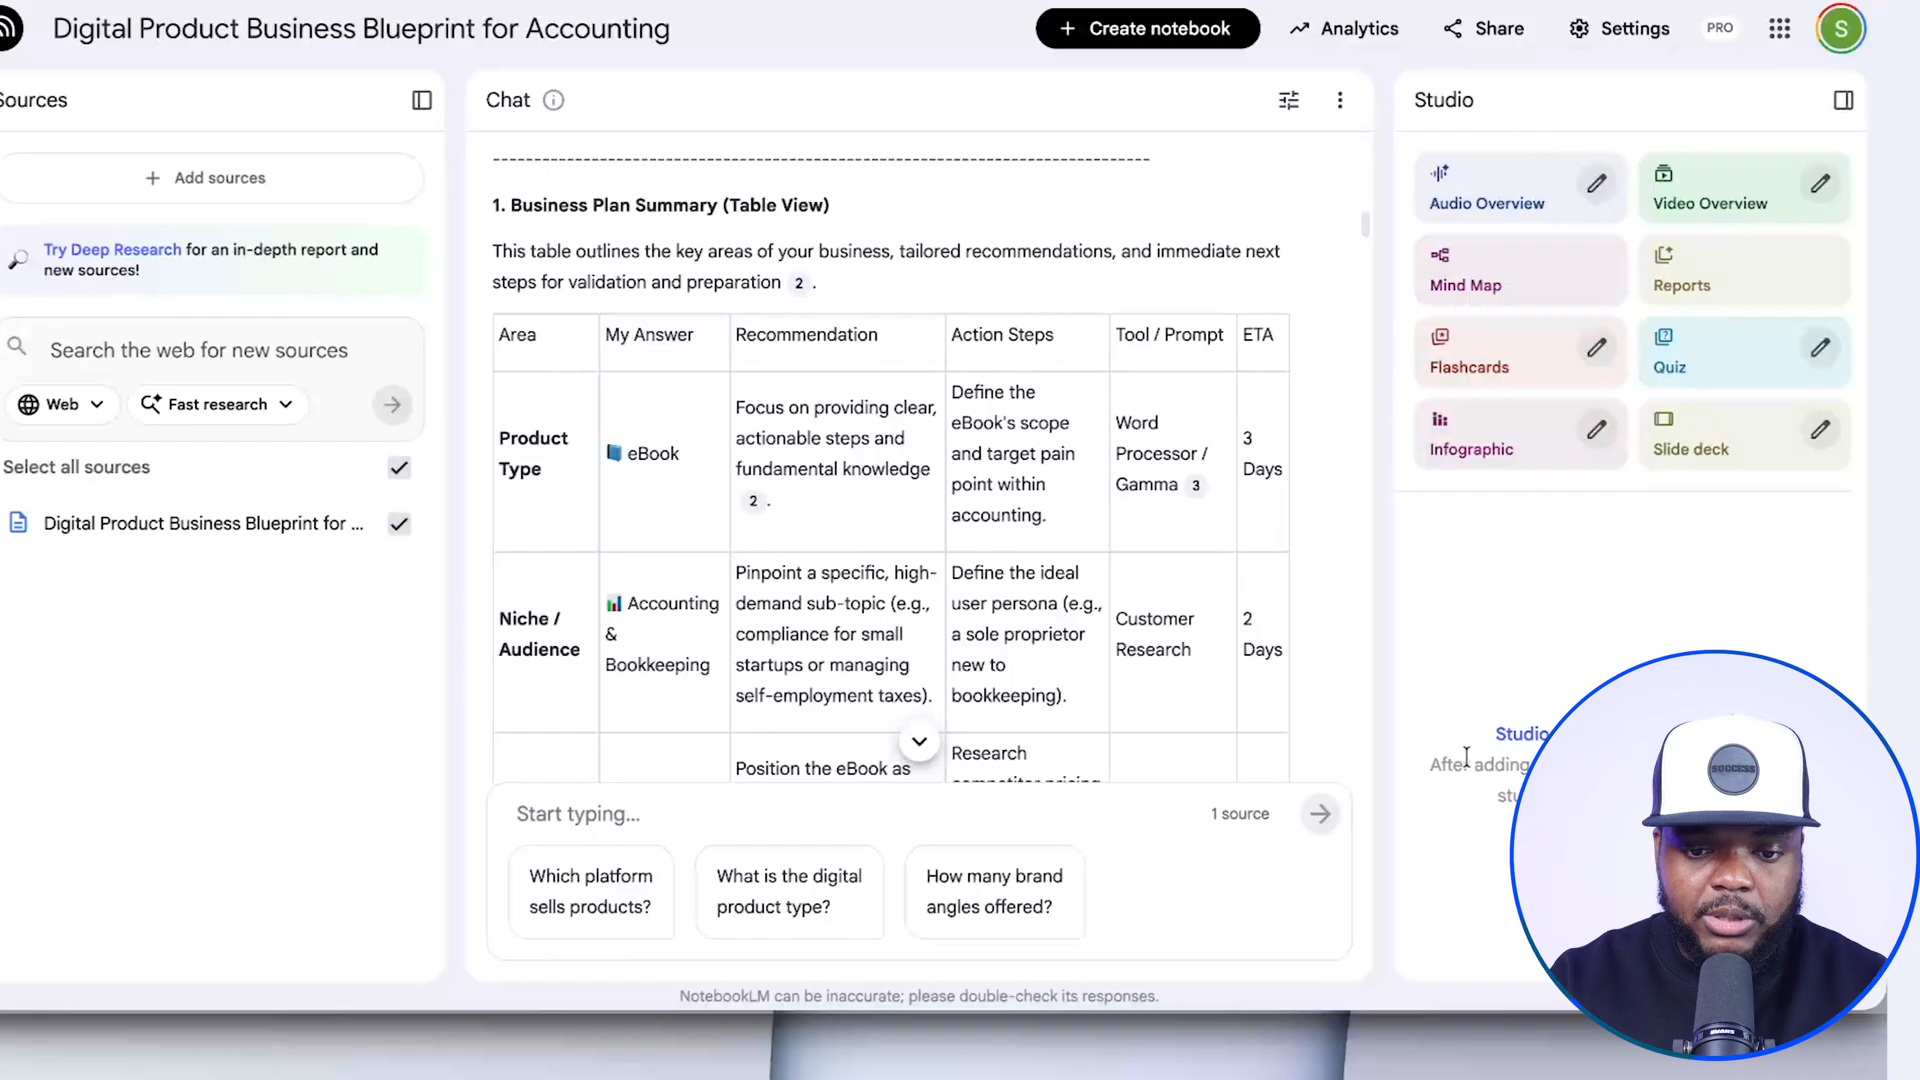 Digital Product Business Blueprint for Accounting
Create notebook
Analytics
Share
Settings
PRO
S
Sources
Add sources
Try Deep Research for an in-depth report and
new sources!
Search the web for new sources
Web
Fast research
Select all sources
Digital Product Business Blueprint for ...
Chat
--------------------------------------------------------------------------------
1. Business Plan Summary (Table View)
This table outlines the key areas of your business, tailored recommendations, and immediate next
steps for validation and preparation 2 .
Area
My Answer
Recommendation
Action Steps
Tool / Prompt
ETA
Product
Type
📘 eBook
Focus on providing clear,
actionable steps and
fundamental knowledge
2 .
Define the
eBook's scope
and target pain
point within
accounting.
Word
Processor /
Gamma 3
3
Days
Niche /
Audience
📊 Accounting
&
Bookkeeping
Pinpoint a specific, high-
demand sub-topic (e.g.,
compliance for small
startups or managing
self-employment taxes).
Define the ideal
user persona (e.g.,
a sole proprietor
new to
bookkeeping).
Customer
Research
2
Days
Position the eBook as
Research
competitor pricing
Start typing...
1 source
Which platform
sells products?
What is the digital
product type?
How many brand
angles offered?
NotebookLM can be inaccurate; please double-check its responses.
Studio
Audio Overview
Video Overview
Mind Map
Reports
Flashcards
Quiz
Infographic
Slide deck
Studio
After adding
SUCCESS